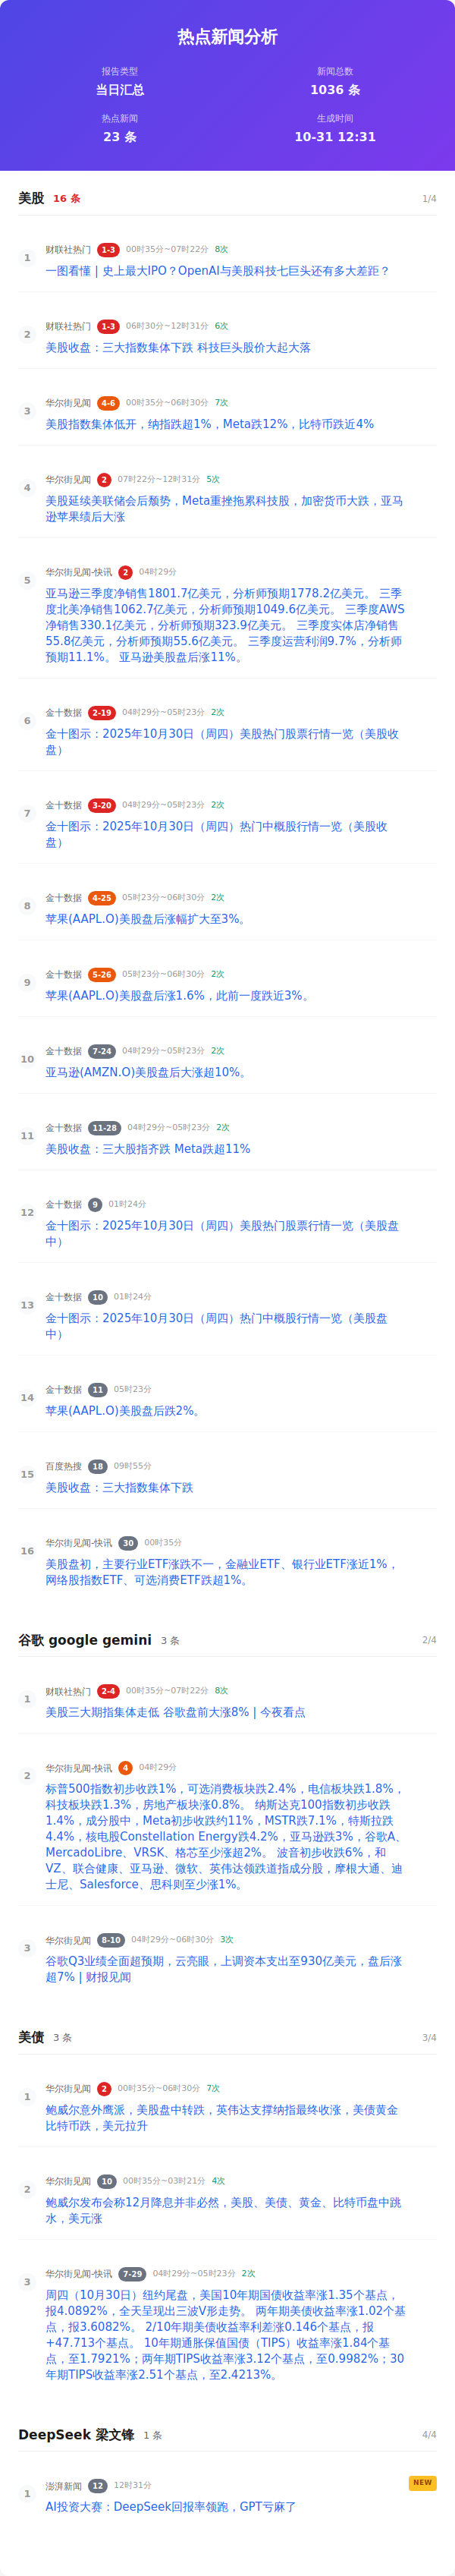 热点新闻分析
报告类型
当日汇总
新闻总数
1036 条
热点新闻
23 条
生成时间
10-31 12:31
美股 16 条 1/4
1
财联社热门 1-3 00时35分~07时22分 8次
一图看懂 | 史上最大IPO？OpenAI与美股科技七巨头还有多大差距？
2
财联社热门 1-3 06时30分~12时31分 6次
美股收盘：三大指数集体下跌 科技巨头股价大起大落
3
华尔街见闻 4-6 00时35分~06时30分 7次
美股指数集体低开，纳指跌超1%，Meta跌12%，比特币跌近4%
4
华尔街见闻 2 07时22分~12时31分 5次
美股延续美联储会后颓势，Meta重挫拖累科技股，加密货币大跌，亚马
逊苹果绩后大涨
5
华尔街见闻-快讯 2 04时29分
亚马逊三季度净销售1801.7亿美元，分析师预期1778.2亿美元。 三季
度北美净销售1062.7亿美元，分析师预期1049.6亿美元。 三季度AWS
净销售330.1亿美元，分析师预期323.9亿美元。 三季度实体店净销售
55.8亿美元，分析师预期55.6亿美元。 三季度运营利润9.7%，分析师
预期11.1%。 亚马逊美股盘后涨11%。
6
金十数据 2-19 04时29分~05时23分 2次
金十图示：2025年10月30日（周四）美股热门股票行情一览（美股收
盘）
7
金十数据 3-20 04时29分~05时23分 2次
金十图示：2025年10月30日（周四）热门中概股行情一览（美股收
盘）
8
金十数据 4-25 05时23分~06时30分 2次
苹果(AAPL.O)美股盘后涨幅扩大至3%。
9
金十数据 5-26 05时23分~06时30分 2次
苹果(AAPL.O)美股盘后涨1.6%，此前一度跌近3%。
10
金十数据 7-24 04时29分~05时23分 2次
亚马逊(AMZN.O)美股盘后大涨超10%。
11
金十数据 11-28 04时29分~05时23分 2次
美股收盘：三大股指齐跌 Meta跌超11%
12
金十数据 9 01时24分
金十图示：2025年10月30日（周四）美股热门股票行情一览（美股盘
中）
13
金十数据 10 01时24分
金十图示：2025年10月30日（周四）热门中概股行情一览（美股盘
中）
14
金十数据 11 05时23分
苹果(AAPL.O)美股盘后跌2%。
15
百度热搜 18 09时55分
美股收盘：三大指数集体下跌
16
华尔街见闻-快讯 30 00时35分
美股盘初，主要行业ETF涨跌不一，金融业ETF、银行业ETF涨近1%，
网络股指数ETF、可选消费ETF跌超1%。
谷歌 google gemini 3 条 2/4
1
财联社热门 2-4 00时35分~07时22分 8次
美股三大期指集体走低 谷歌盘前大涨8% | 今夜看点
2
华尔街见闻-快讯 4 04时29分
标普500指数初步收跌1%，可选消费板块跌2.4%，电信板块跌1.8%，
科技板块跌1.3%，房地产板块涨0.8%。 纳斯达克100指数初步收跌
1.4%，成分股中，Meta初步收跌约11%，MSTR跌7.1%，特斯拉跌
4.4%，核电股Constellation Energy跌4.2%，亚马逊跌3%，谷歌A、
MercadoLibre、VRSK、格芯至少涨超2%。 波音初步收跌6%，和
VZ、联合健康、亚马逊、微软、英伟达领跌道指成分股，摩根大通、迪
士尼、Salesforce、思科则至少涨1%。
3
华尔街见闻 8-10 04时29分~06时30分 3次
谷歌Q3业绩全面超预期，云亮眼，上调资本支出至930亿美元，盘后涨
超7% | 财报见闻
美债 3 条 3/4
1
华尔街见闻 2 00时35分~06时30分 7次
鲍威尔意外鹰派，美股盘中转跌，英伟达支撑纳指最终收涨，美债黄金
比特币跌，美元拉升
2
华尔街见闻 10 00时35分~03时21分 4次
鲍威尔发布会称12月降息并非必然，美股、美债、黄金、比特币盘中跳
水，美元涨
3
华尔街见闻-快讯 7-29 04时29分~05时23分 2次
周四（10月30日）纽约尾盘，美国10年期国债收益率涨1.35个基点，
报4.0892%，全天呈现出三波V形走势。 两年期美债收益率涨1.02个基
点，报3.6082%。 2/10年期美债收益率利差涨0.146个基点，报
+47.713个基点。 10年期通胀保值国债（TIPS）收益率涨1.84个基
点，至1.7921%；两年期TIPS收益率涨3.12个基点，至0.9982%；30
年期TIPS收益率涨2.51个基点，至2.4213%。
DeepSeek 梁文锋 1 条 4/4
1
澎湃新闻 12 12时31分 NEW
AI投资大赛：DeepSeek回报率领跑，GPT亏麻了